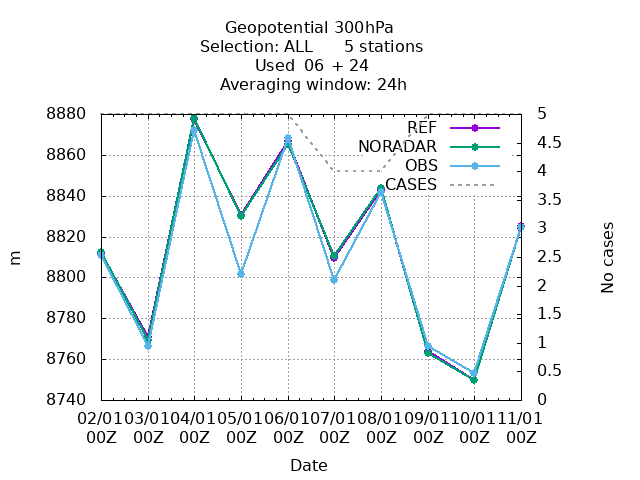 Geopotential 300hPa
Selection: ALL 5 stations
Used 06 + 24
Averaging window: 24h
8880
8860
8840
8820
8800
8780
8760
8740
m
REF
NORADAR
OBS
CASES
5
4.5
4
3.5
3
2.5
2
1.5
1
0.5
0
No cases
02/01 03/01 04/01 05/01 06/01 07/01 08/01 09/01 10/01 11/01
00Z 00Z 00Z 00Z 00Z 00Z 00Z 00Z 00Z 00Z
Date